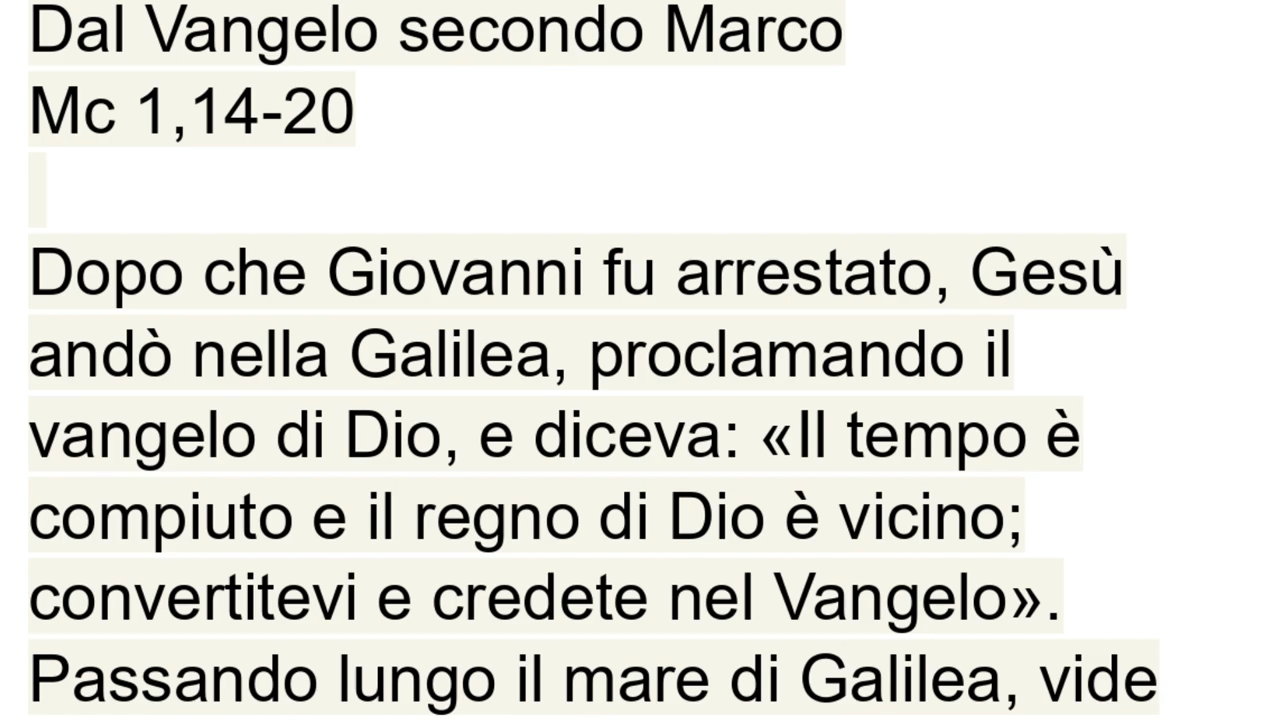 Dal Vangelo secondo Marco
Mc 1,14-20
Dopo che Giovanni fu arrestato, Gesù
andò nella Galilea, proclamando il
vangelo di Dio, e diceva: «Il tempo è
compiuto e il regno di Dio è vicino;
convertitevi e credete nel Vangelo».
Passando lungo il mare di Galilea, vide